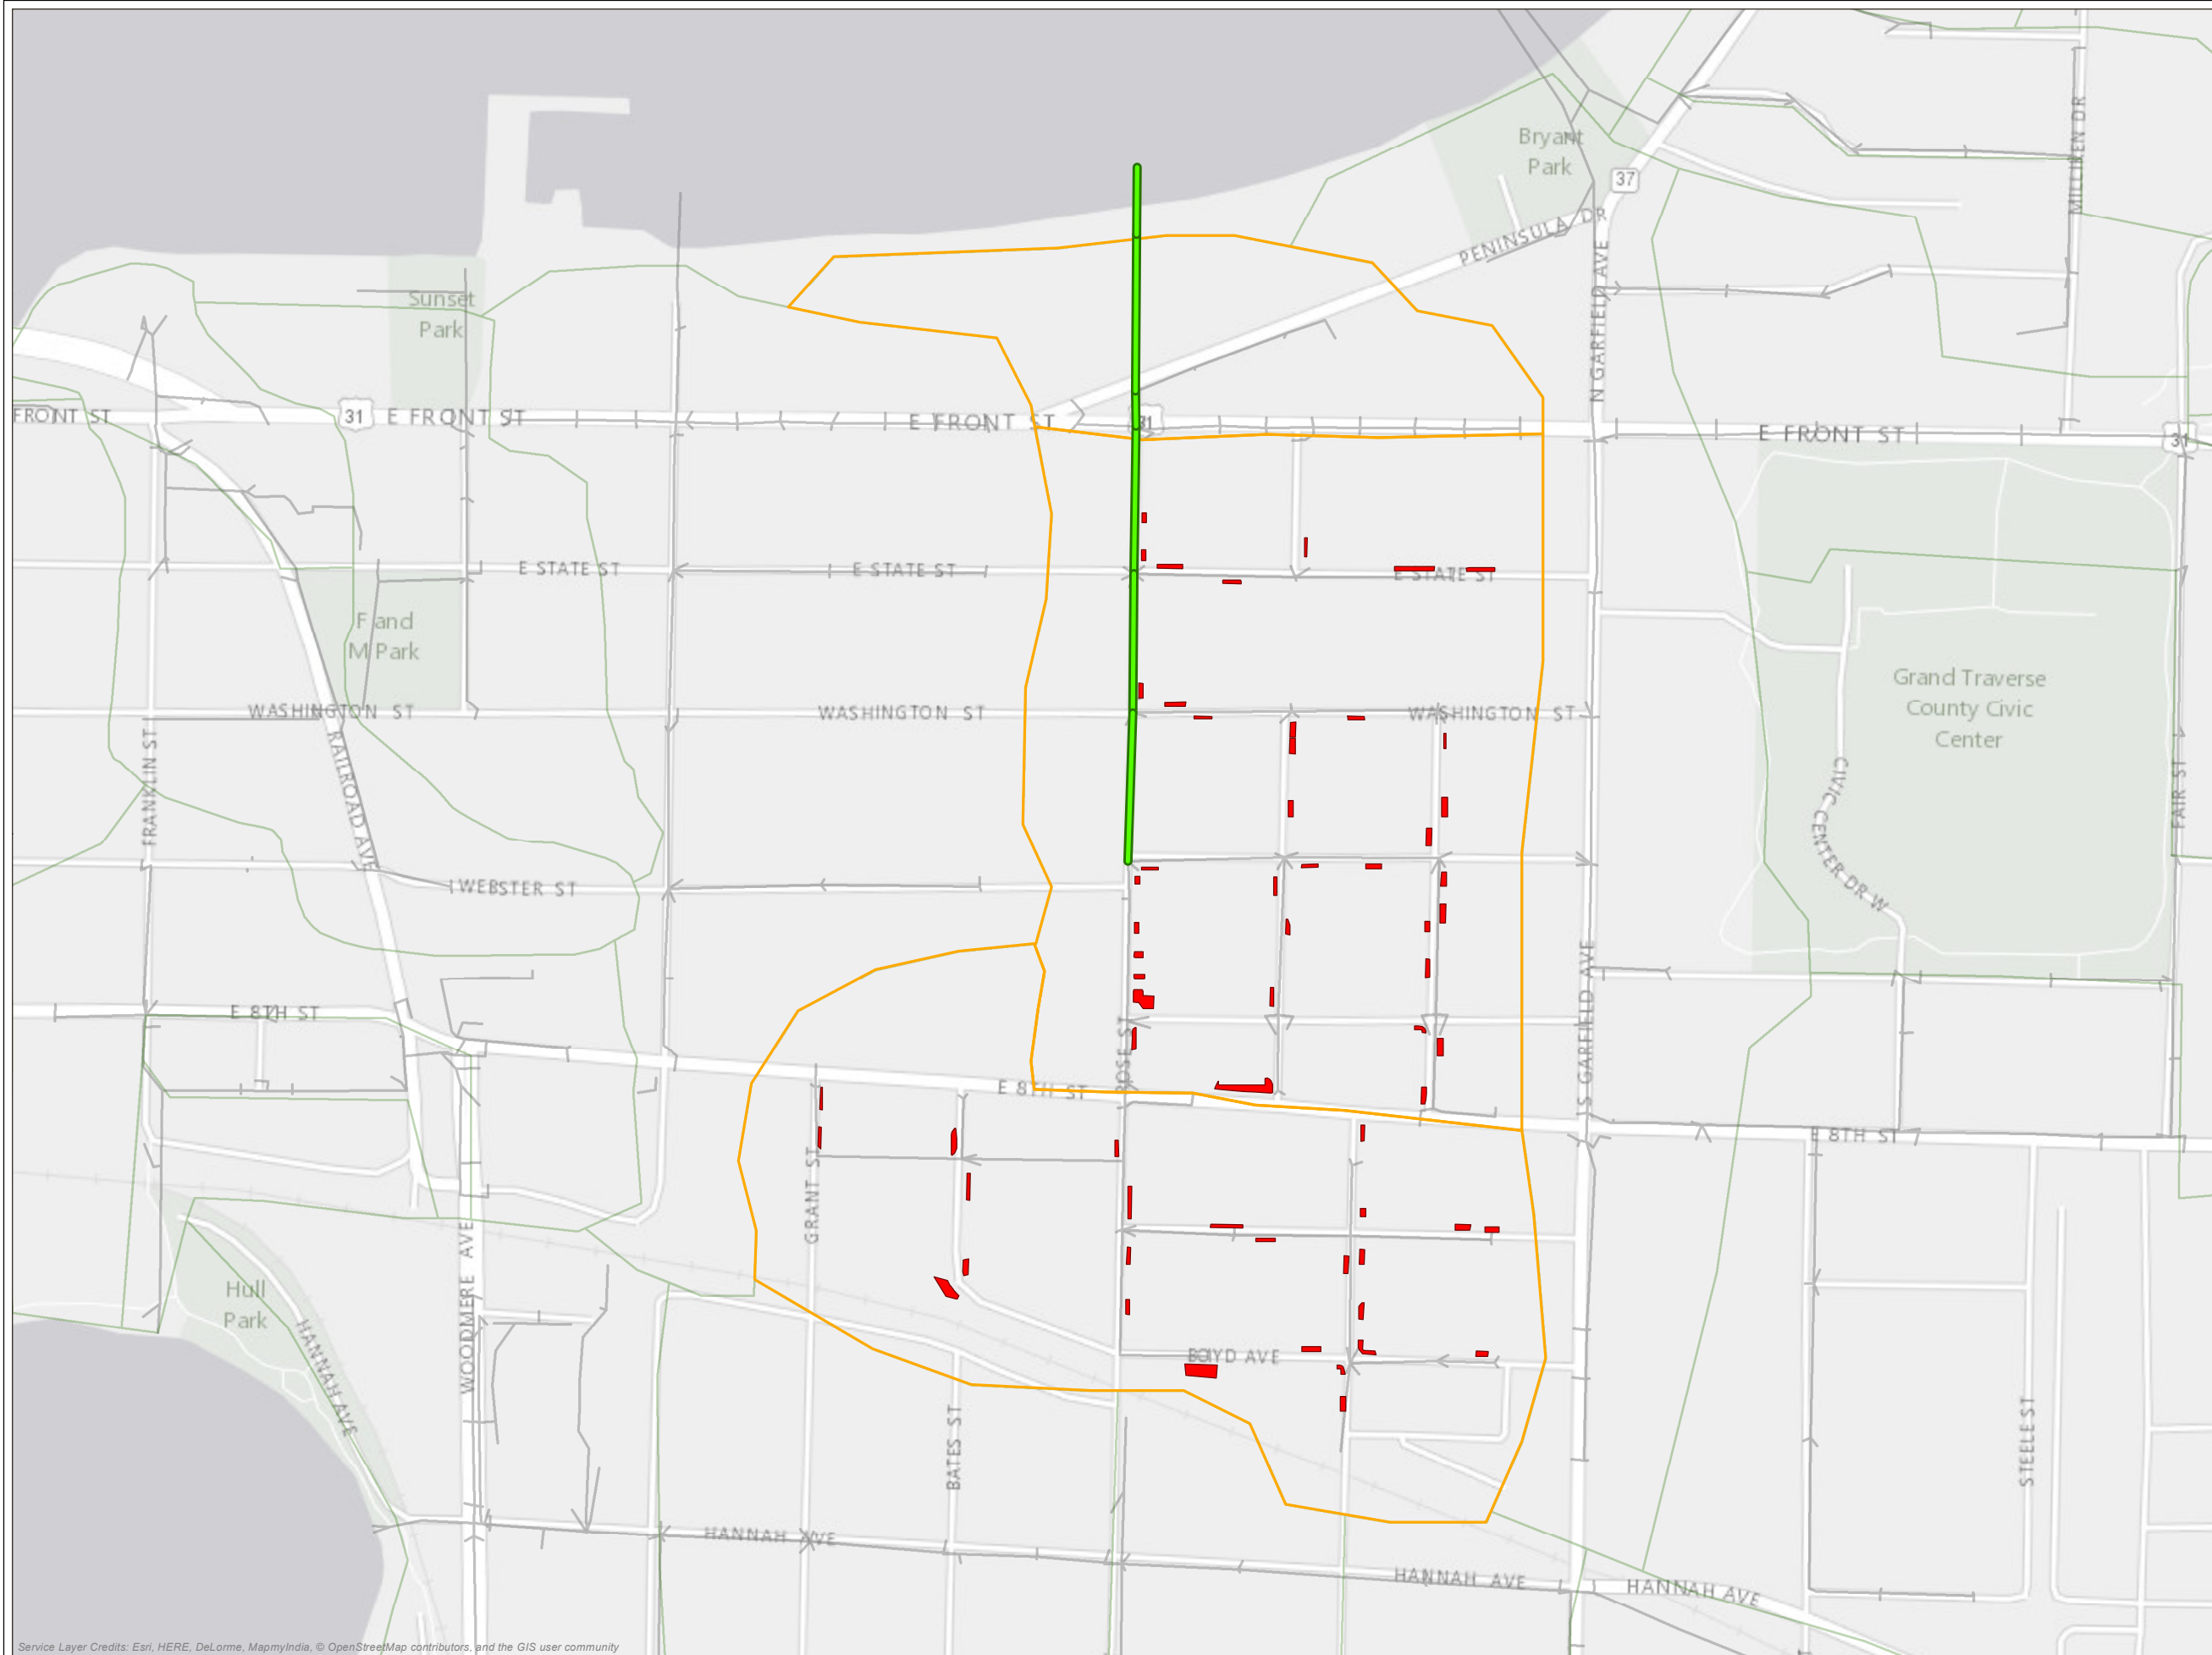 Bryant
Park
37
MILLIKEN DR
PENINSULA DR
N GARFIELD AVE
Sunset
Park
FRONT ST
31
E FRONT ST
E FRONT ST
31
E FRONT ST
31
E STATE ST
E STATE ST
E STATE ST
F and
M Park
Grand Traverse
County Civic
Center
WASHINGTON ST
WASHINGTON ST
WASHINGTON ST
FRANKLIN ST
RAILROAD AVE
CIVIC CENTER DR W
FAIR ST
WEBSTER ST
E 8TH ST
ROSE ST
S GARFIELD AVE
E 8TH ST
E 8TH ST
GRANT ST
WOODMERE AVE
Hull
Park
HANNAH AVE
BOYD AVE
BATES ST
STEELE ST
HANNAH AVE
HANNAH AVE
HANNAH AVE
Service Layer Credits: Esri, HERE, DeLorme, MapmyIndia, © OpenStreetMap contributors, and the GIS user community